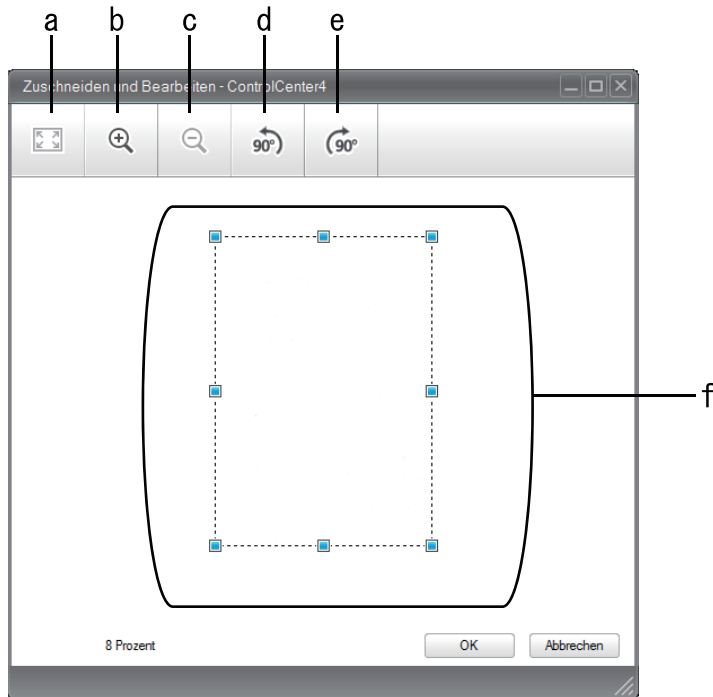 a b c d e
Zuschneiden und Bearbeiten - ControlCenter4
90° 90°
f
8 Prozent OK Abbrechen